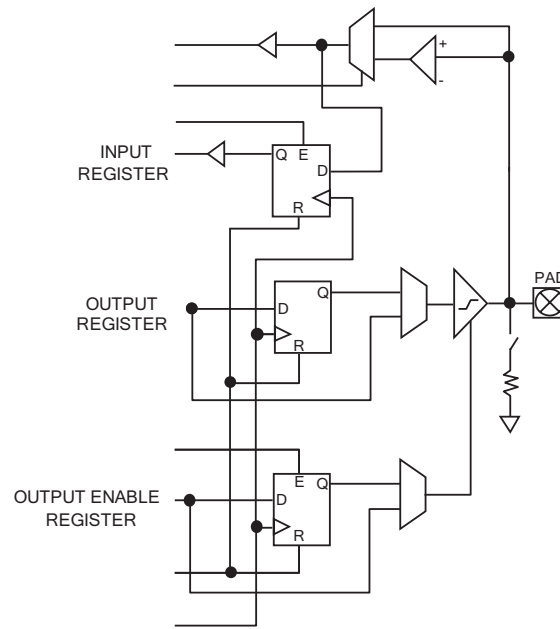 +
-
INPUT
REGISTER
Q E
D
R
PAD
OUTPUT
REGISTER
D
Q
R
OUTPUT ENABLE
REGISTER
E Q
D
R